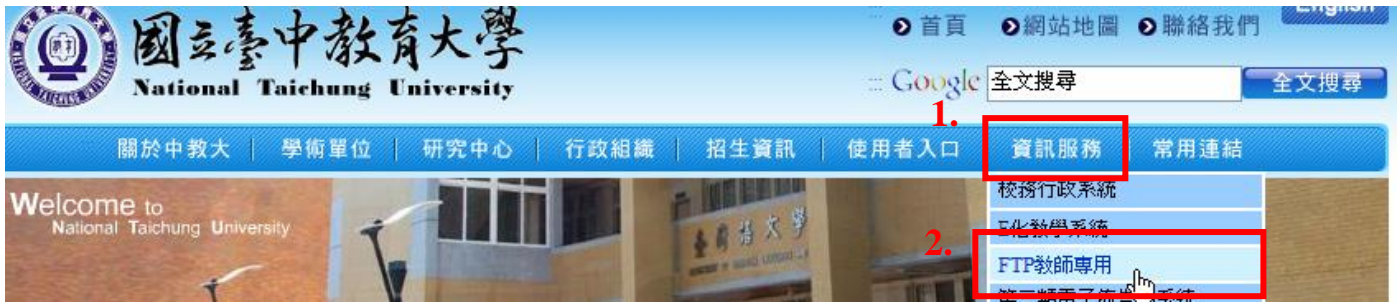 English
首頁 網站地圖 聯絡我們
國立臺中教育大學
National Taichung University
Google 全文搜尋 全文搜尋
1.
關於中教大 | 學術單位 | 研究中心 | 行政組織 | 招生資訊 | 使用者入口 資訊服務 常用連結
校務行政系統
Welcome to
National Taichung University
E化教學系統
2.
FTP教師專用